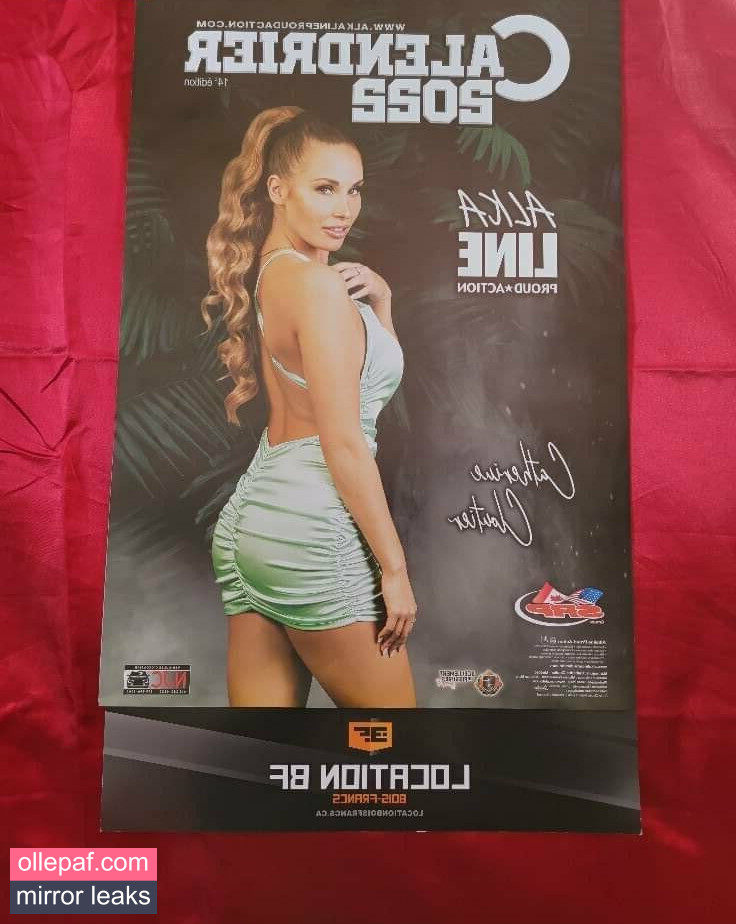 WWW.ALKALINEPROUDACTION.COM
CALENDRIER
14e édition
2022
ALKA
LINE
PROUD★ACTION
Catherine
Cloutier
NJC
LOCATION BF
BOIS-FRANCS
LOCATIONBOISFRANCS.CA
ollepaf.com
mirror leaks